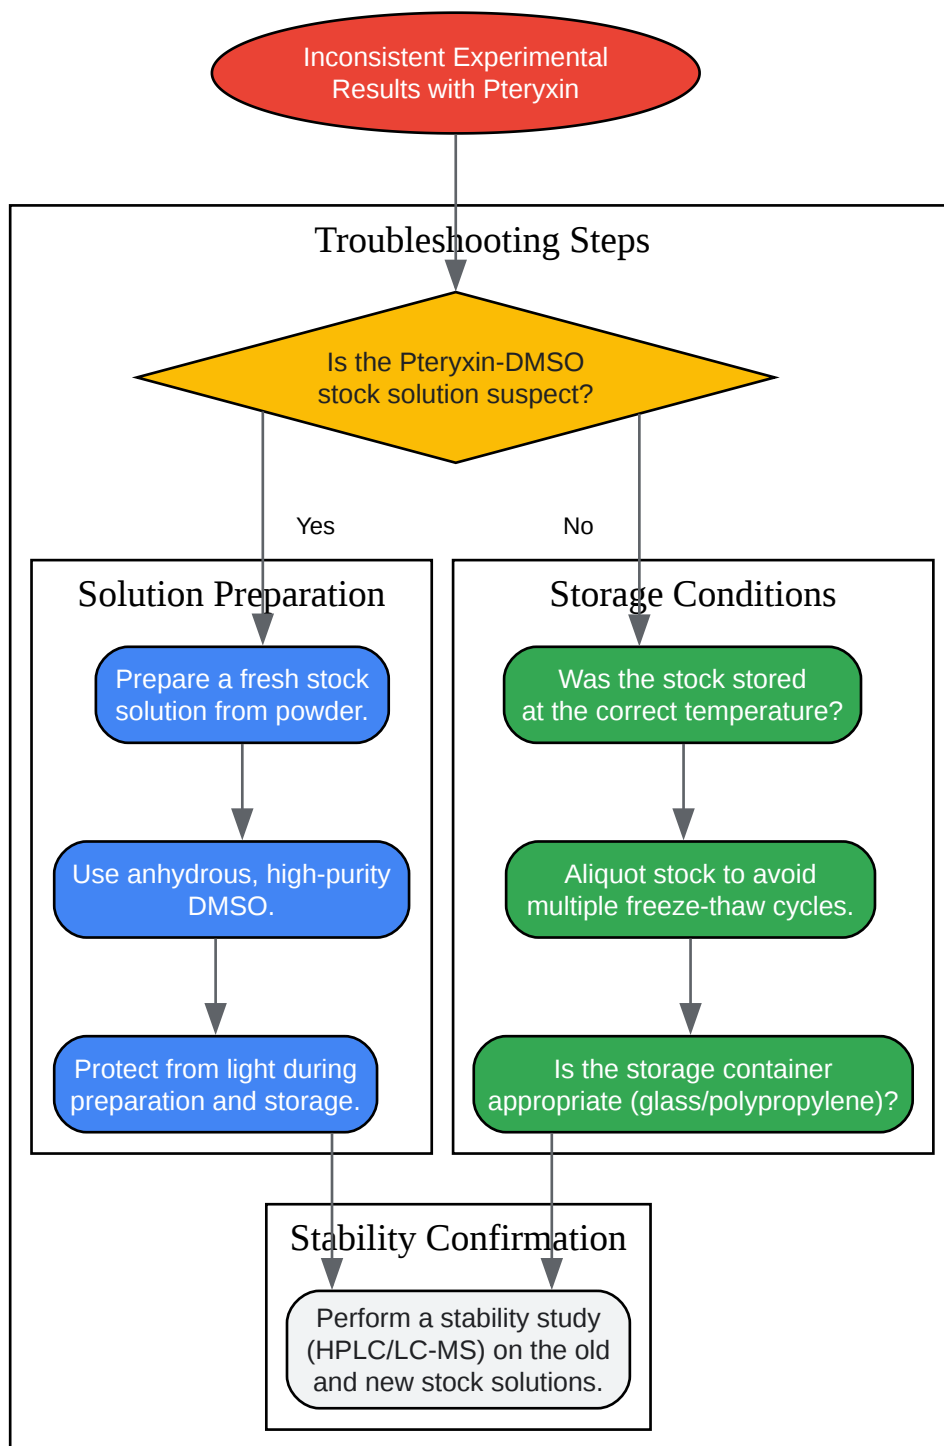 Inconsistent Experimental
Results with Pteryxin
Troubleshooting Steps
Is the Pteryxin-DMSO
stock solution suspect?
Yes
No
Solution Preparation
Prepare a fresh stock
solution from powder.
Use anhydrous, high-purity
DMSO.
Protect from light during
preparation and storage.
Storage Conditions
Was the stock stored
at the correct temperature?
Aliquot stock to avoid
multiple freeze-thaw cycles.
Is the storage container
appropriate (glass/polypropylene)?
Stability Confirmation
Perform a stability study
(HPLC/LC-MS) on the old
and new stock solutions.